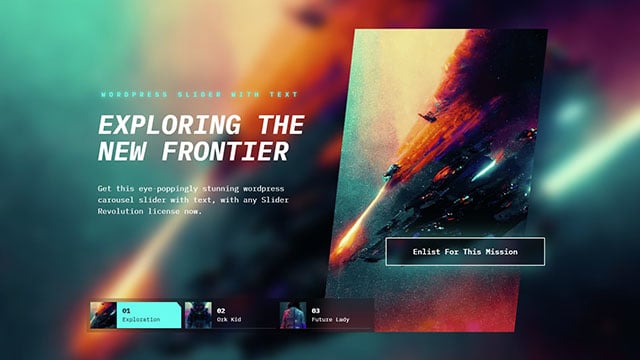 WORDPRESS SLIDER WITH TEXT
EXPLORING THE
NEW FRONTIER
Get this eye-poppingly stunning wordpress
carousel slider with text, with any Slider
Revolution license now.
Enlist For This Mission
01
Exploration
02
Ork Kid
03
Future Lady